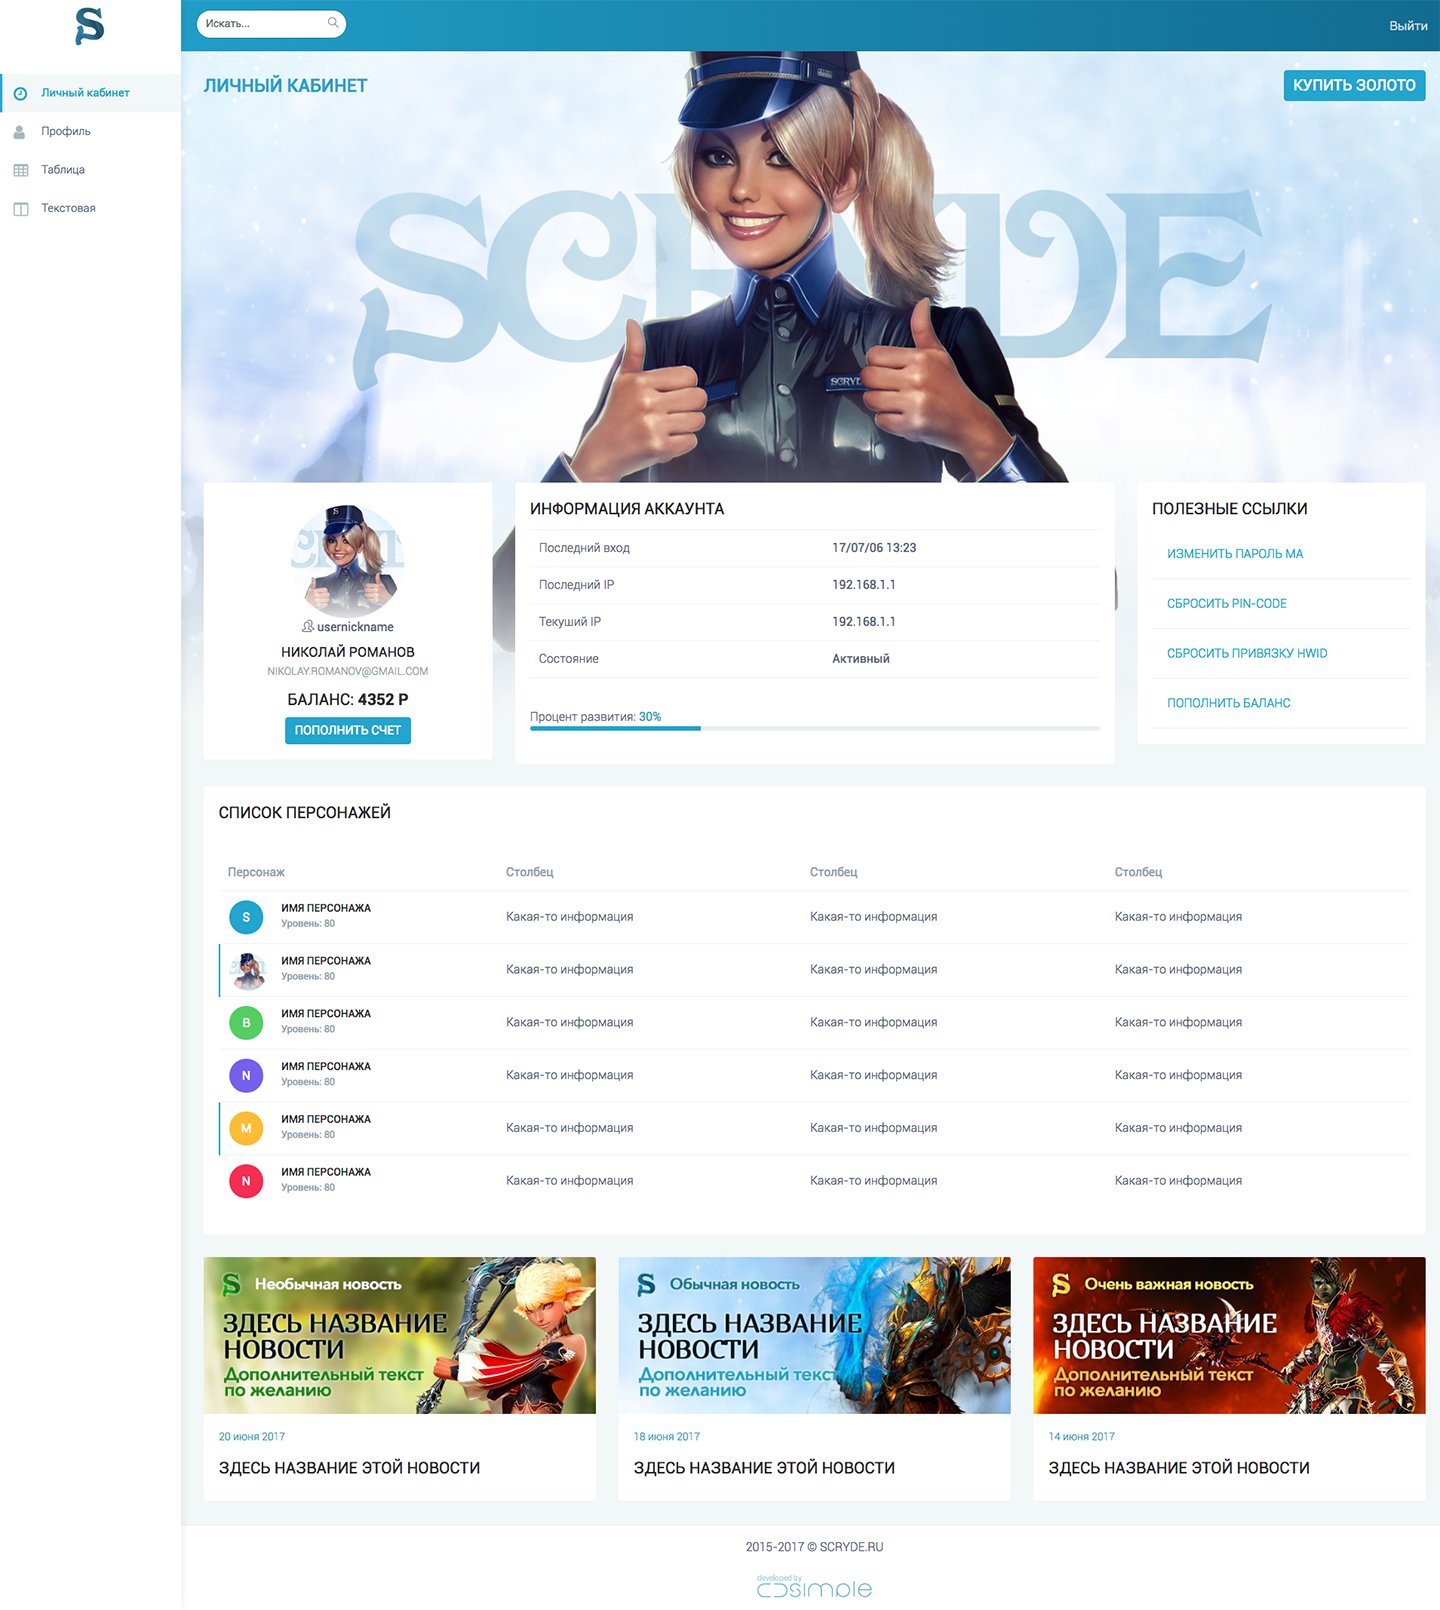 S
Искать...
Выйти
Личный кабинет
Профиль
Таблица
Текстовая
ЛИЧНЫЙ КАБИНЕТ
КУПИТЬ ЗОЛОТО
SCRYDE
SCRYDE
usernickname
НИКОЛАЙ РОМАНОВ
NIKOLAY.ROMANOV@GMAIL.COM
БАЛАНС: 4352 Р
ПОПОЛНИТЬ СЧЕТ
ИНФОРМАЦИЯ АККАУНТА
Последний вход 17/07/06 13:23
Последний IP 192.168.1.1
Текущий IP 192.168.1.1
Состояние Активный
Процент развития: 30%
ПОЛЕЗНЫЕ ССЫЛКИ
ИЗМЕНИТЬ ПАРОЛЬ МА
СБРОСИТЬ PIN-CODE
СБРОСИТЬ ПРИВЯЗКУ HWID
ПОПОЛНИТЬ БАЛАНС
СПИСОК ПЕРСОНАЖЕЙ
Персонаж Столбец Столбец Столбец
S ИМЯ ПЕРСОНАЖА Какая-то информация Какая-то информация Какая-то информация
Уровень: 80
ИМЯ ПЕРСОНАЖА Какая-то информация Какая-то информация Какая-то информация
Уровень: 80
B ИМЯ ПЕРСОНАЖА Какая-то информация Какая-то информация Какая-то информация
Уровень: 80
N ИМЯ ПЕРСОНАЖА Какая-то информация Какая-то информация Какая-то информация
Уровень: 80
M ИМЯ ПЕРСОНАЖА Какая-то информация Какая-то информация Какая-то информация
Уровень: 80
N ИМЯ ПЕРСОНАЖА Какая-то информация Какая-то информация Какая-то информация
Уровень: 80
S Необычная новость
ЗДЕСЬ НАЗВАНИЕ
НОВОСТИ
Дополнительный текст
по желанию
20 июня 2017
ЗДЕСЬ НАЗВАНИЕ ЭТОЙ НОВОСТИ
S Обычная новость
ЗДЕСЬ НАЗВАНИЕ
НОВОСТИ
Дополнительный текст
по желанию
18 июня 2017
ЗДЕСЬ НАЗВАНИЕ ЭТОЙ НОВОСТИ
S Очень важная новость
ЗДЕСЬ НАЗВАНИЕ
НОВОСТИ
Дополнительный текст
по желанию
14 июня 2017
ЗДЕСЬ НАЗВАНИЕ ЭТОЙ НОВОСТИ
2015-2017 © SCRYDE.RU
developed by